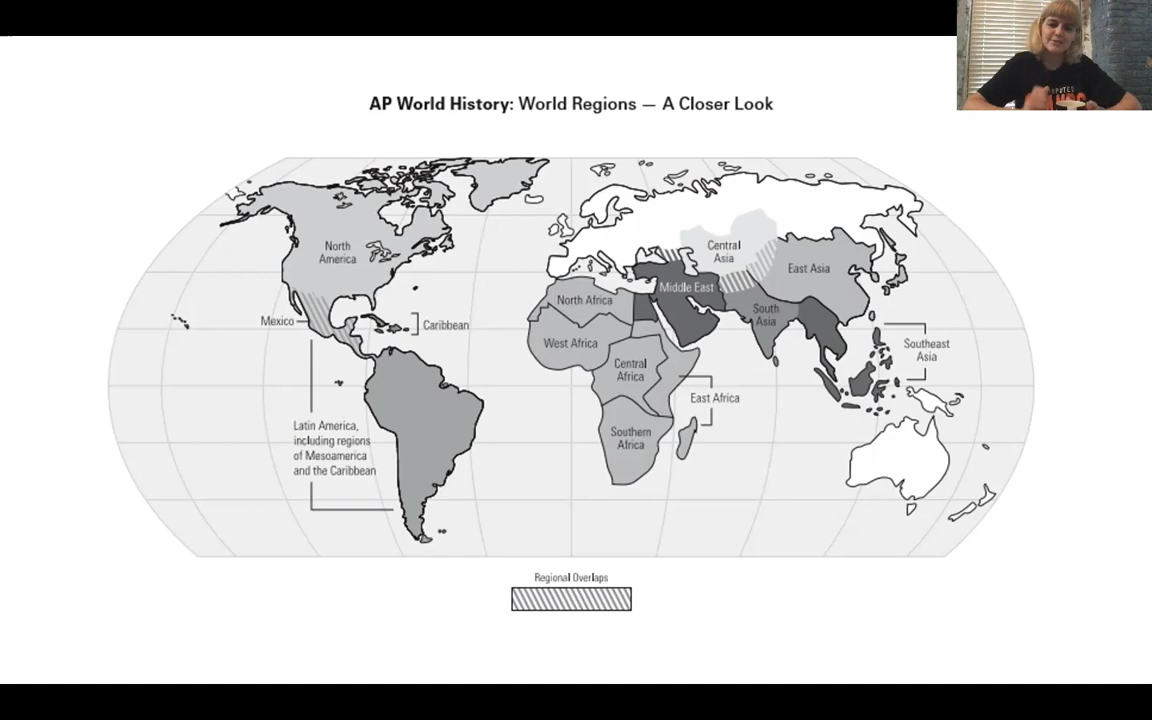 AP World History: World Regions — A Closer Look
North
America
Central
Asia
East Asia
Middle East
North Africa
South
Asia
Mexico
Caribbean
West Africa
Southeast
Asia
Central
Africa
East Africa
Latin America,
including regions
of Mesoamerica
and the Caribbean
Southern
Africa
Regional Overlaps